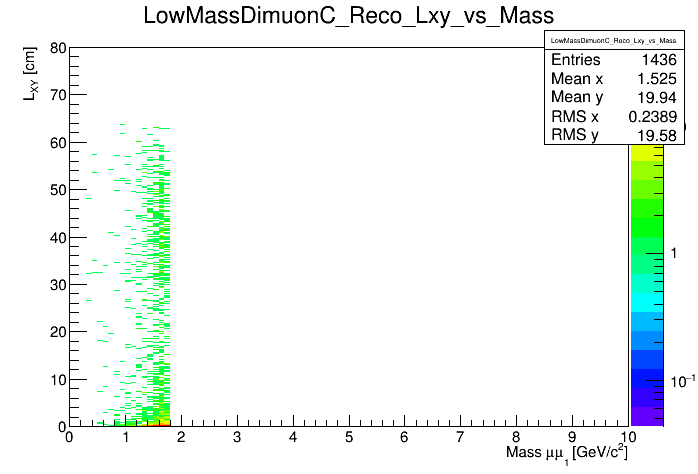 LowMassDimuonC_Reco_Lxy_vs_Mass
LowMassDimuonC_Reco_Lxy_vs_Mass
Entries 1436
Mean x 1.525
Mean y 19.94
RMS x 0.2389
RMS y 19.58
L_XY [cm]
80
70
60
50
40
30
20
10
0
0 1 2 3 4 5 6 7 8 9 10
Mass μμ_1 [GeV/c²]
1
10⁻¹